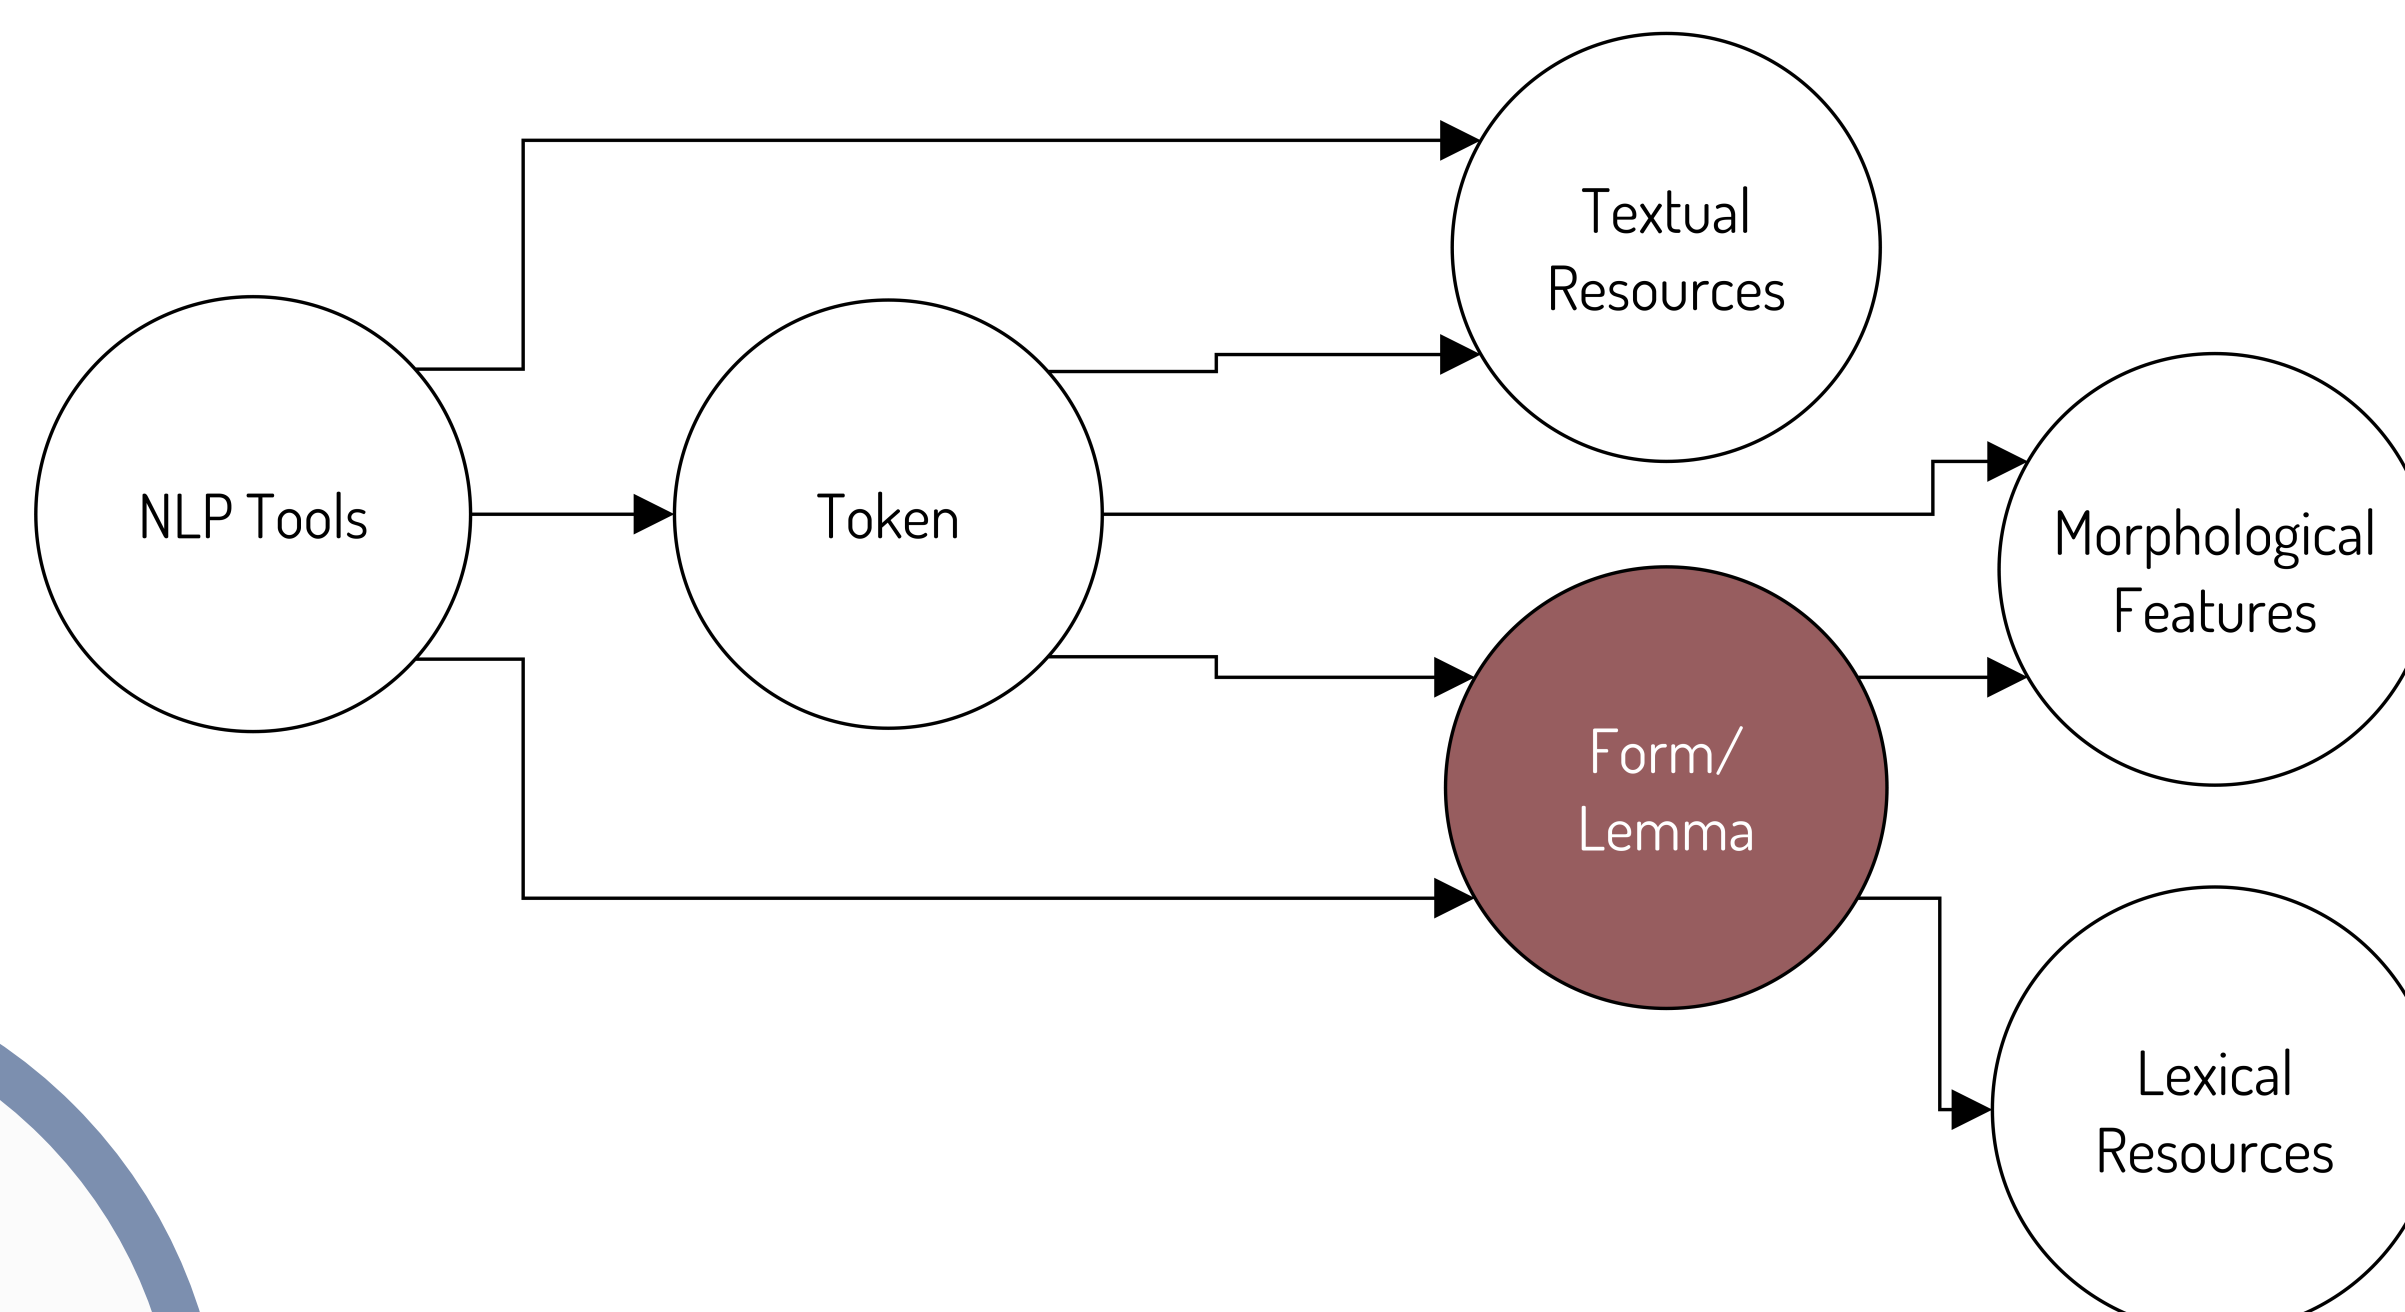 NLP Tools
Token
Textual
Resources
Morphological
Features
Form/
Lemma
Lexical
Resources